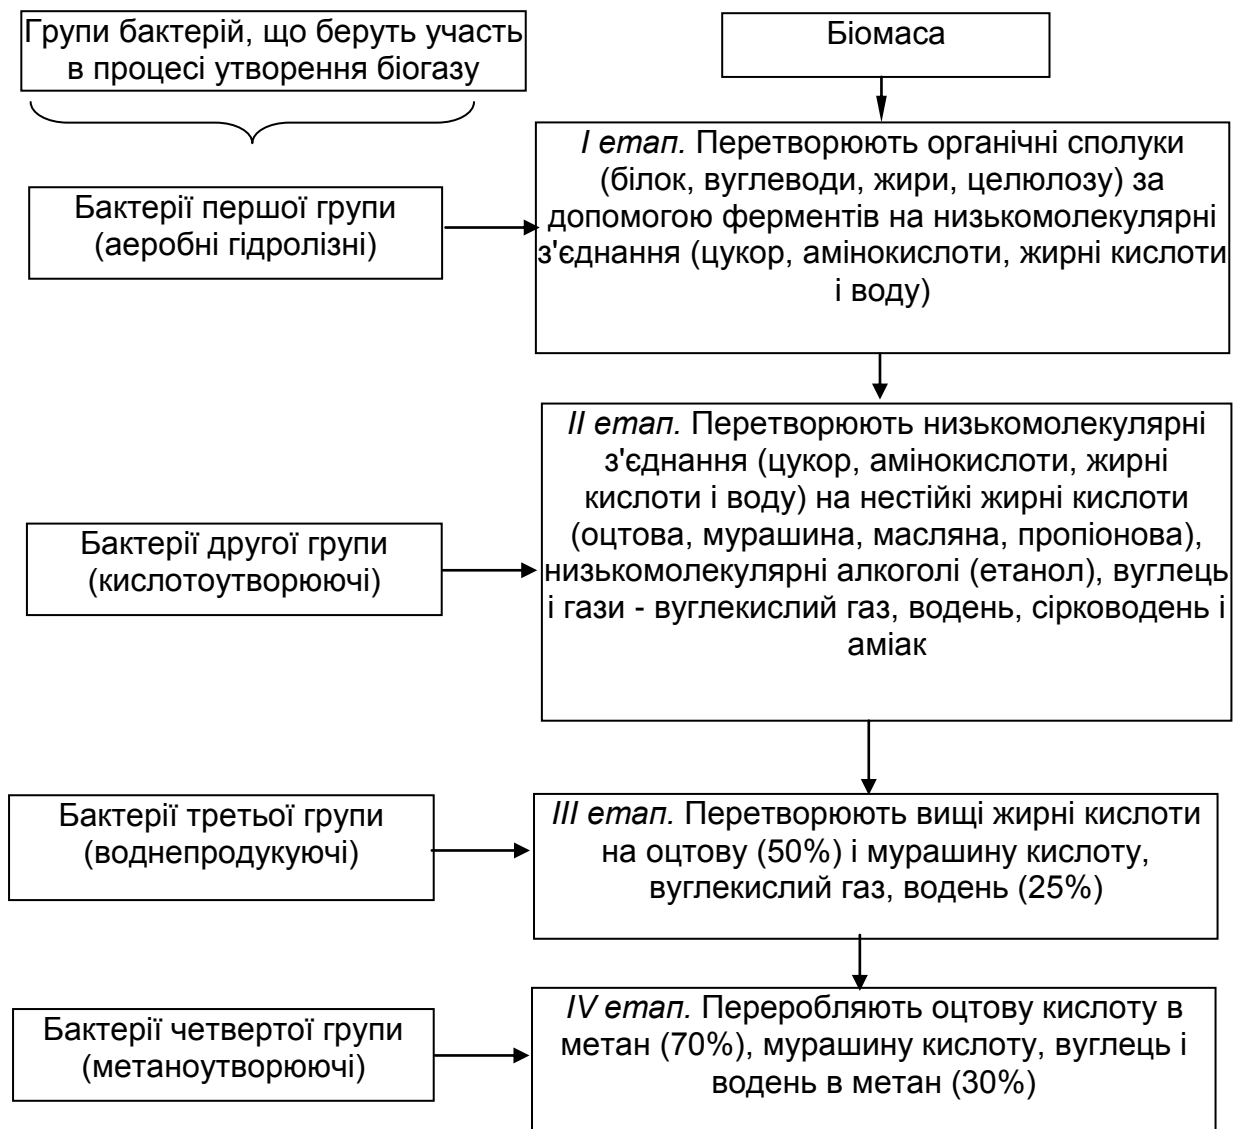 Групи бактерій, що беруть участь
в процесі утворення біогазу
Біомаса
Бактерії першої групи
(аеробні гідролізні)
I етап. Перетворюють органічні сполуки
(білок, вуглеводи, жири, целюлозу) за
допомогою ферментів на низькомолекулярні
з'єднання (цукор, амінокислоти, жирні кислоти
і воду)
Бактерії другої групи
(кислотоутворюючі)
II етап. Перетворюють низькомолекулярні
з'єднання (цукор, амінокислоти, жирні
кислоти і воду) на нестійкі жирні кислоти
(оцтова, мурашина, масляна, пропіонова),
низькомолекулярні алкоголі (етанол), вуглець
і гази - вуглекислий газ, водень, сірководень і
аміак
Бактерії третьої групи
(воднепродукуючі)
III етап. Перетворюють вищі жирні кислоти
на оцтову (50%) і мурашину кислоту,
вуглекислий газ, водень (25%)
Бактерії четвертої групи
(метаноутворюючі)
IV етап. Переробляють оцтову кислоту в
метан (70%), мурашину кислоту, вуглець і
водень в метан (30%)